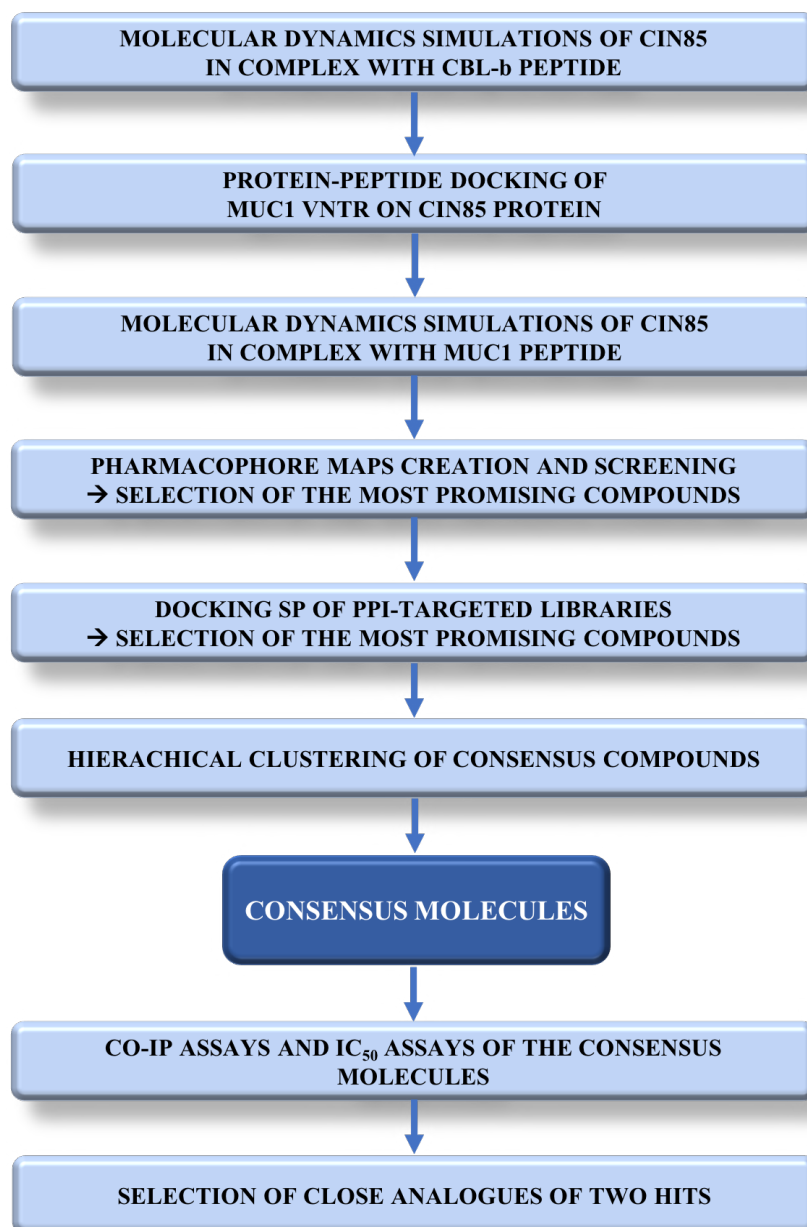 MOLECULAR DYNAMICS SIMULATIONS OF CIN85
IN COMPLEX WITH CBL-b PEPTIDE
PROTEIN-PEPTIDE DOCKING OF
MUC1 VNTR ON CIN85 PROTEIN
MOLECULAR DYNAMICS SIMULATIONS OF CIN85
IN COMPLEX WITH MUC1 PEPTIDE
PHARMACOPHORE MAPS CREATION AND SCREENING
→ SELECTION OF THE MOST PROMISING COMPOUNDS
DOCKING SP OF PPI-TARGETED LIBRARIES
→ SELECTION OF THE MOST PROMISING COMPOUNDS
HIERACHICAL CLUSTERING OF CONSENSUS COMPOUNDS
CONSENSUS MOLECULES
CO-IP ASSAYS AND IC₅₀ ASSAYS OF THE CONSENSUS
MOLECULES
SELECTION OF CLOSE ANALOGUES OF TWO HITS